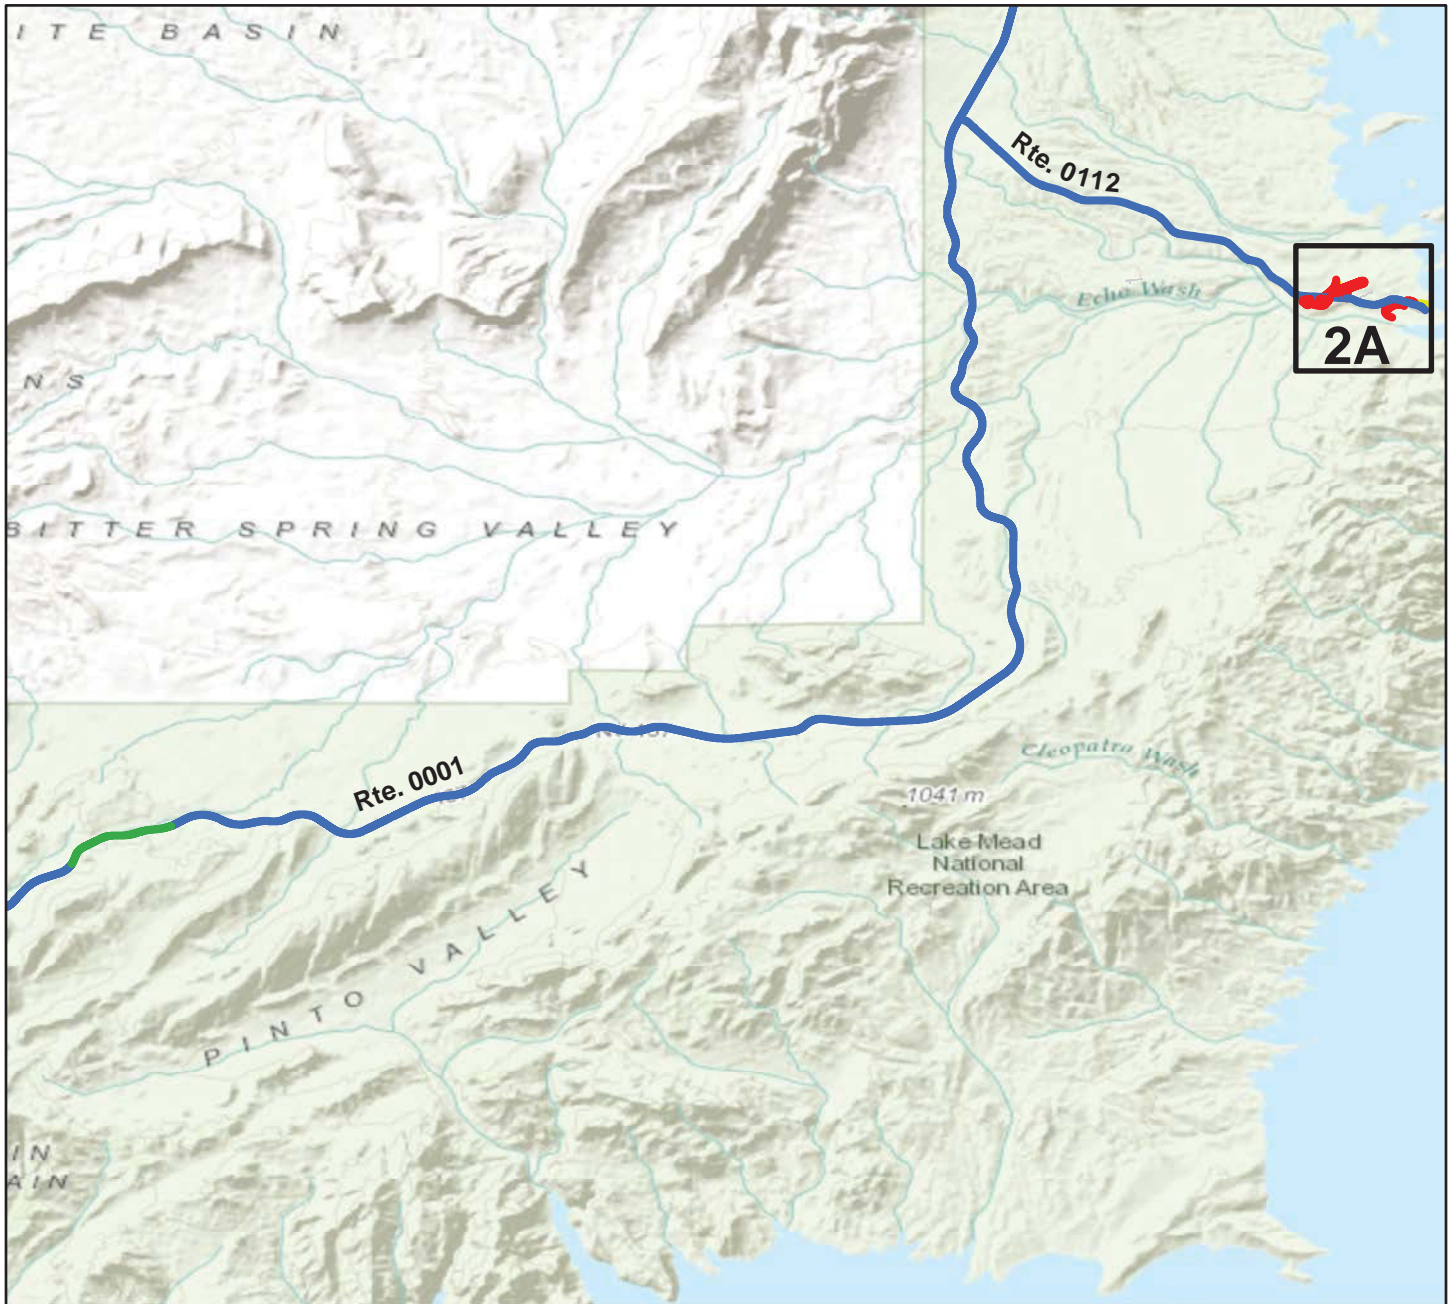 ITE BASIN
Rte. 0112
Echo Wash
2A
NS
BITTER SPRING VALLEY
Cleopatra Wash
Rte. 0001
1041 m
Lake Mead
National
Recreation Area
PINTO VALLEY
IN
AIN